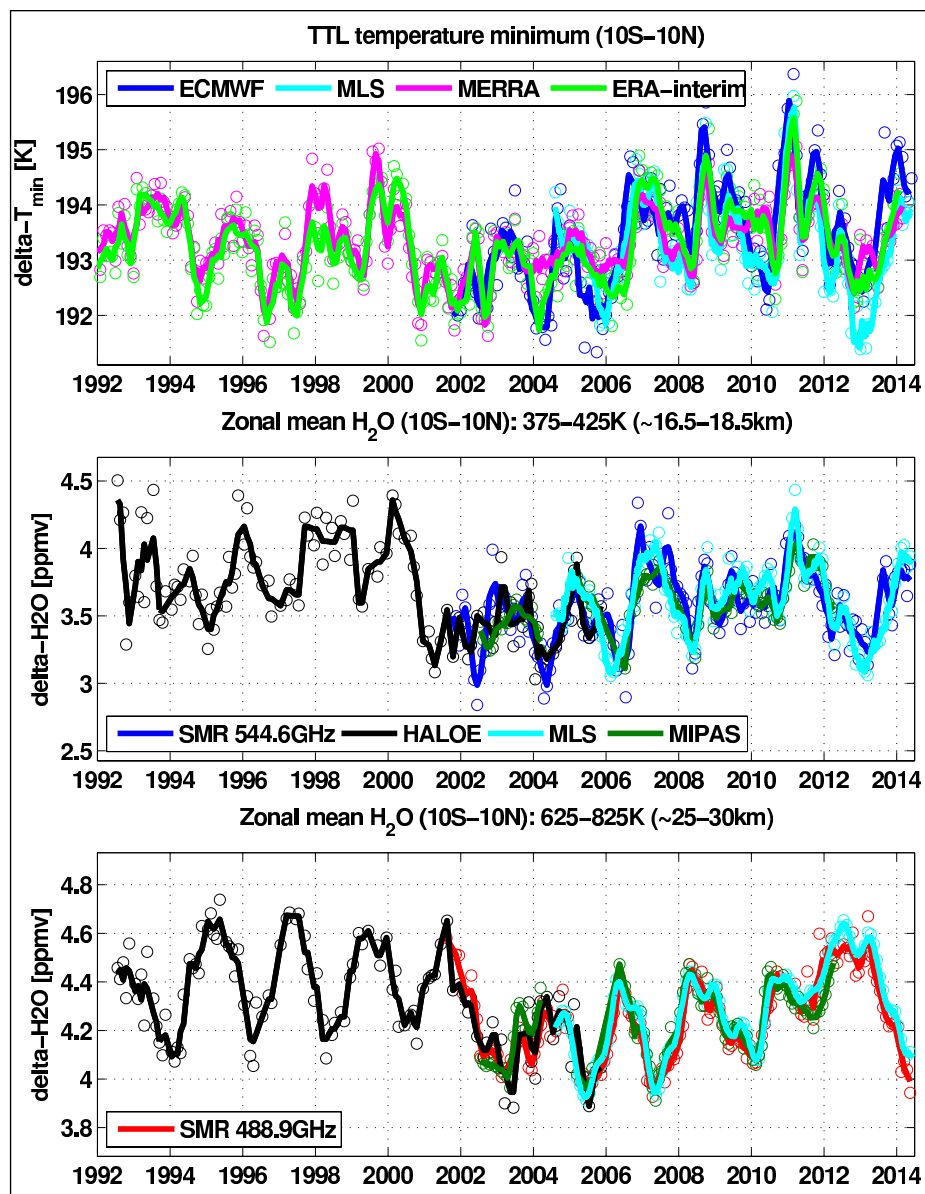 TTL temperature minimum (10S−10N)
ECMWF MLS MERRA ERA−interim
delta−T_min [K]
196
195
194
193
192
1992 1994 1996 1998 2000 2002 2004 2006 2008 2010 2012 2014
Zonal mean H₂O (10S−10N): 375−425K (~16.5−18.5km)
delta−H2O [ppmv]
4.5
4
3.5
3
2.5
SMR 544.6GHz HALOE MLS MIPAS
1992 1994 1996 1998 2000 2002 2004 2006 2008 2010 2012 2014
Zonal mean H₂O (10S−10N): 625−825K (~25−30km)
delta−H2O [ppmv]
4.8
4.6
4.4
4.2
4
3.8
SMR 488.9GHz
1992 1994 1996 1998 2000 2002 2004 2006 2008 2010 2012 2014